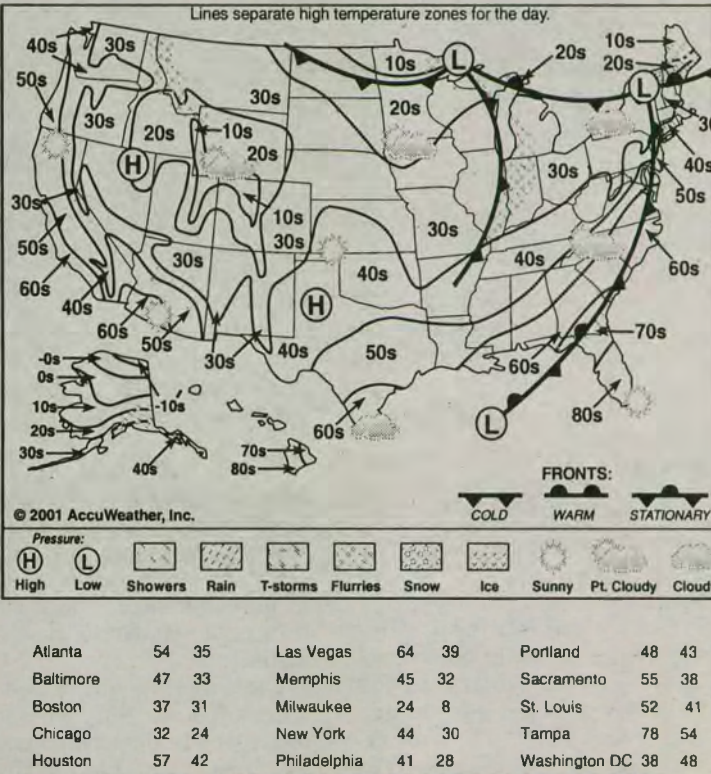 Lines separate high temperature zones for the day.
40s 30s 20s 10s
50s 10s 20s
30s 20s 10s 30s 20s 30s
20s 40s
30s 10s 30s 50s
50s 30s 30s 40s
60s 30s 40s 60s
40s
60s 50s 30s 40s 50s 60s 70s
-0s
0s -10s
10s 60s 80s
20s 70s
30s 40s 80s
H
H
L
L
L
FRONTS:
© 2001 AccuWeather, Inc. COLD WARM STATIONARY
Pressure:
H L
High Low Showers Rain T-storms Flurries Snow Ice Sunny Pt. Cloudy Cloud
Atlanta 54 35 Las Vegas 64 39 Portland 48 43
Baltimore 47 33 Memphis 45 32 Sacramento 55 38
Boston 37 31 Milwaukee 24 8 St. Louis 52 41
Chicago 32 24 New York 44 30 Tampa 78 54
Houston 57 42 Philadelphia 41 28 Washington DC 38 48